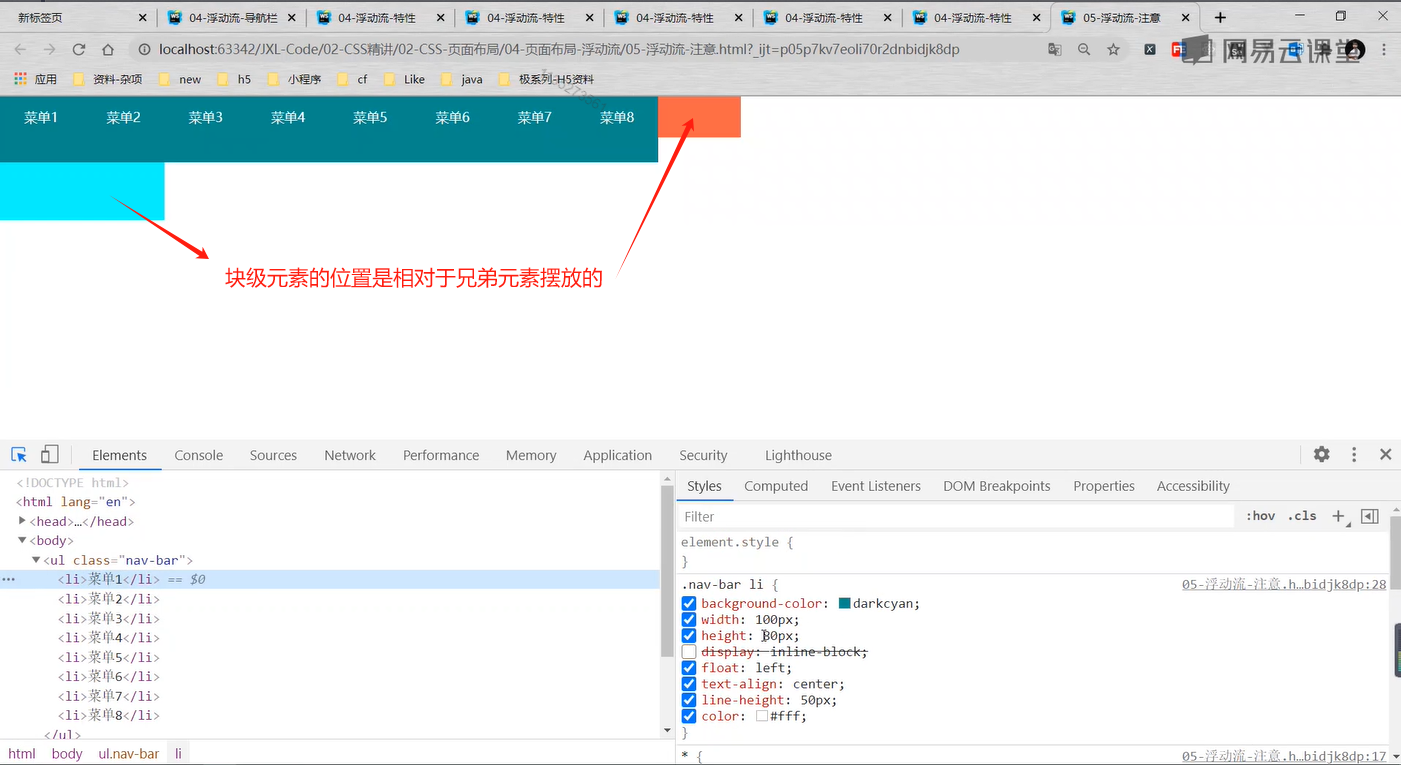 新标签页
04-浮动流-导航栏
04-浮动流-特性
04-浮动流-特性
04-浮动流-特性
04-浮动流-特性
04-浮动流-特性
05-浮动流-注意
localhost:63342/JXL-Code/02-CSS精讲/02-CSS-页面布局/04-页面布局-浮动流/05-浮动流-注意.html?_ijt=p05p7kv7eoli70r2dnbidjk8dp
网易云课堂
应用 资料-杂项 new h5 小程序 cf Like java 极系列-H5资料
菜单1 菜单2 菜单3 菜单4 菜单5 菜单6 菜单7 菜单8
块级元素的位置是相对于兄弟元素摆放的
Elements Console Sources Network Performance Memory Application Security Lighthouse
<!DOCTYPE html>
<html lang="en">
<head>…</head>
<body>
<ul class="nav-bar">
<li>菜单1</li> == $0
<li>菜单2</li>
<li>菜单3</li>
<li>菜单4</li>
<li>菜单5</li>
<li>菜单6</li>
<li>菜单7</li>
<li>菜单8</li>
</ul>
html body ul.nav-bar li
Styles Computed Event Listeners DOM Breakpoints Properties Accessibility
Filter :hov .cls +
element.style {
}
.nav-bar li { 05-浮动流-注意.h…bidjk8dp:28
background-color: darkcyan;
width: 100px;
height: 80px;
display: inline-block;
float: left;
text-align: center;
line-height: 50px;
color: #fff;
}
* { 05-浮动流-注意.h…bidjk8dp:17